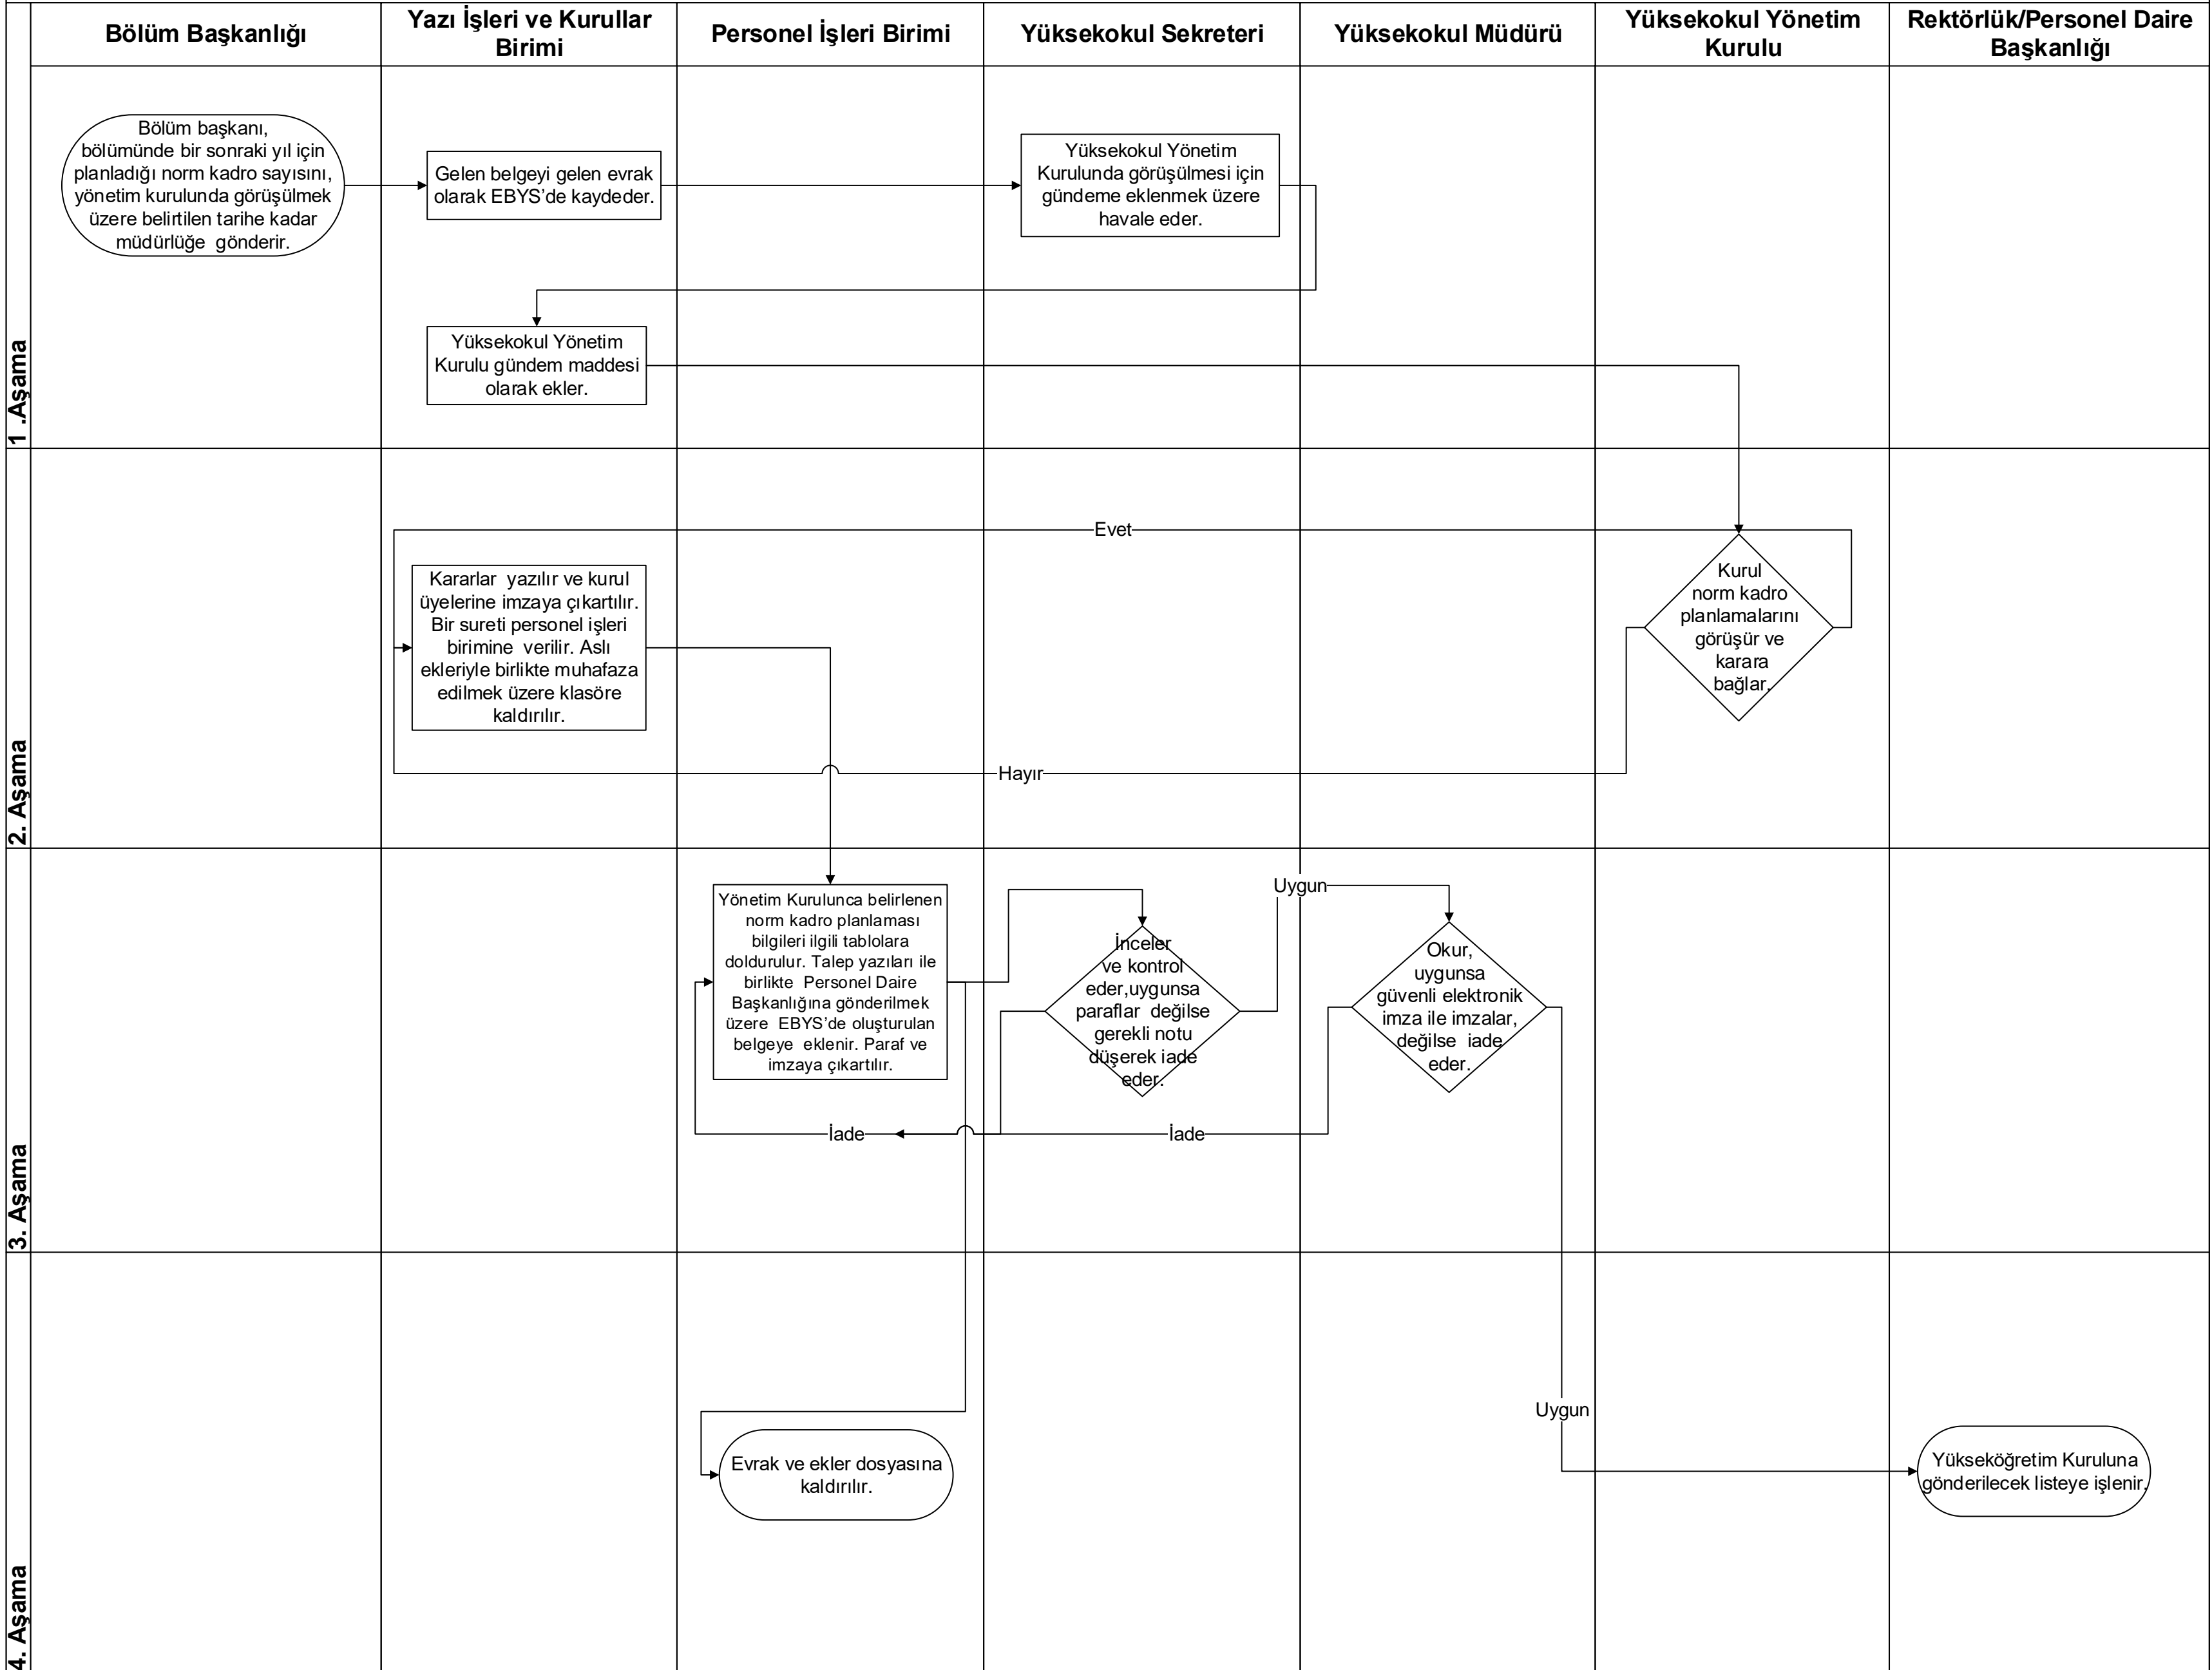 Bölüm Başkanlığı
Yazı İşleri ve Kurullar
Birimi
Personel İşleri Birimi
Yüksekokul Sekreteri
Yüksekokul Müdürü
Yüksekokul Yönetim
Kurulu
Rektörlük/Personel Daire
Başkanlığı
1 .Aşama
Bölüm başkanı,
bölümünde bir sonraki yıl için
planladığı norm kadro sayısını,
yönetim kurulunda görüşülmek
üzere belirtilen tarihe kadar
müdürlüğe  gönderir.
Gelen belgeyi gelen evrak
olarak EBYS’de kaydeder.
Yüksekokul Yönetim
Kurulunda görüşülmesi için
gündeme eklenmek üzere
havale eder.
Yüksekokul Yönetim
Kurulu gündem maddesi
olarak ekler.
2. Aşama
Evet
Kararlar  yazılır ve kurul
üyelerine imzaya çıkartılır.
Bir sureti personel işleri
birimine  verilir. Aslı
ekleriyle birlikte muhafaza
edilmek üzere klasöre
kaldırılır.
Kurul
norm kadro
planlamalarını
görüşür ve
karara
bağlar.
Hayır
3. Aşama
Yönetim Kurulunca belirlenen
norm kadro planlaması
bilgileri ilgili tablolara
doldurulur. Talep yazıları ile
birlikte  Personel Daire
Başkanlığına gönderilmek
üzere  EBYS’de oluşturulan
belgeye  eklenir. Paraf ve
imzaya çıkartılır.
İnceler
ve kontrol
eder,uygunsa
paraflar  değilse
gerekli notu
düşerek iade
eder.
Uygun
Okur,
uygunsa
güvenli elektronik
imza ile imzalar,
değilse  iade
eder.
İade
İade
4. Aşama
Uygun
Evrak ve ekler dosyasına
kaldırılır.
Yükseköğretim Kuruluna
gönderilecek listeye işlenir.